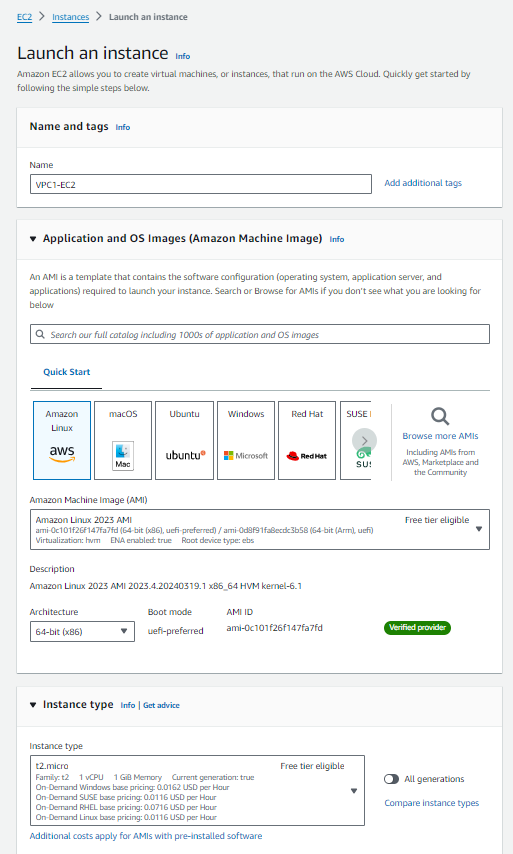 EC2 > Instances > Launch an instance
Launch an instance Info
Amazon EC2 allows you to create virtual machines, or instances, that run on the AWS Cloud. Quickly get started by
following the simple steps below.
Name and tags Info
Name
VPC1-EC2
Add additional tags
Application and OS Images (Amazon Machine Image) Info
An AMI is a template that contains the software configuration (operating system, application server, and
applications) required to launch your instance. Search or Browse for AMIs if you don't see what you are looking for
below
Search our full catalog including 1000s of application and OS images
Quick Start
Amazon
Linux
aws
macOS
Mac
Ubuntu
ubuntu
Windows
Microsoft
Red Hat
Red Hat
SUSE
SUS
Browse more AMIs
Including AMIs from
AWS, Marketplace and
the Community
Amazon Machine Image (AMI)
Amazon Linux 2023 AMI
Free tier eligible
ami-0c101f26f147fa7fd (64-bit (x86), uefi-preferred) / ami-0d8f91fa8ecdc3b58 (64-bit (Arm), uefi)
Virtualization: hvm ENA enabled: true Root device type: ebs
Description
Amazon Linux 2023 AMI 2023.4.20240319.1 x86_64 HVM kernel-6.1
Architecture
64-bit (x86)
Boot mode
uefi-preferred
AMI ID
ami-0c101f26f147fa7fd
Verified provider
Instance type Info | Get advice
Instance type
t2.micro
Free tier eligible
Family: t2 1 vCPU 1 GiB Memory Current generation: true
On-Demand Windows base pricing: 0.0162 USD per Hour
On-Demand SUSE base pricing: 0.0116 USD per Hour
On-Demand RHEL base pricing: 0.0716 USD per Hour
On-Demand Linux base pricing: 0.0116 USD per Hour
All generations
Compare instance types
Additional costs apply for AMIs with pre-installed software